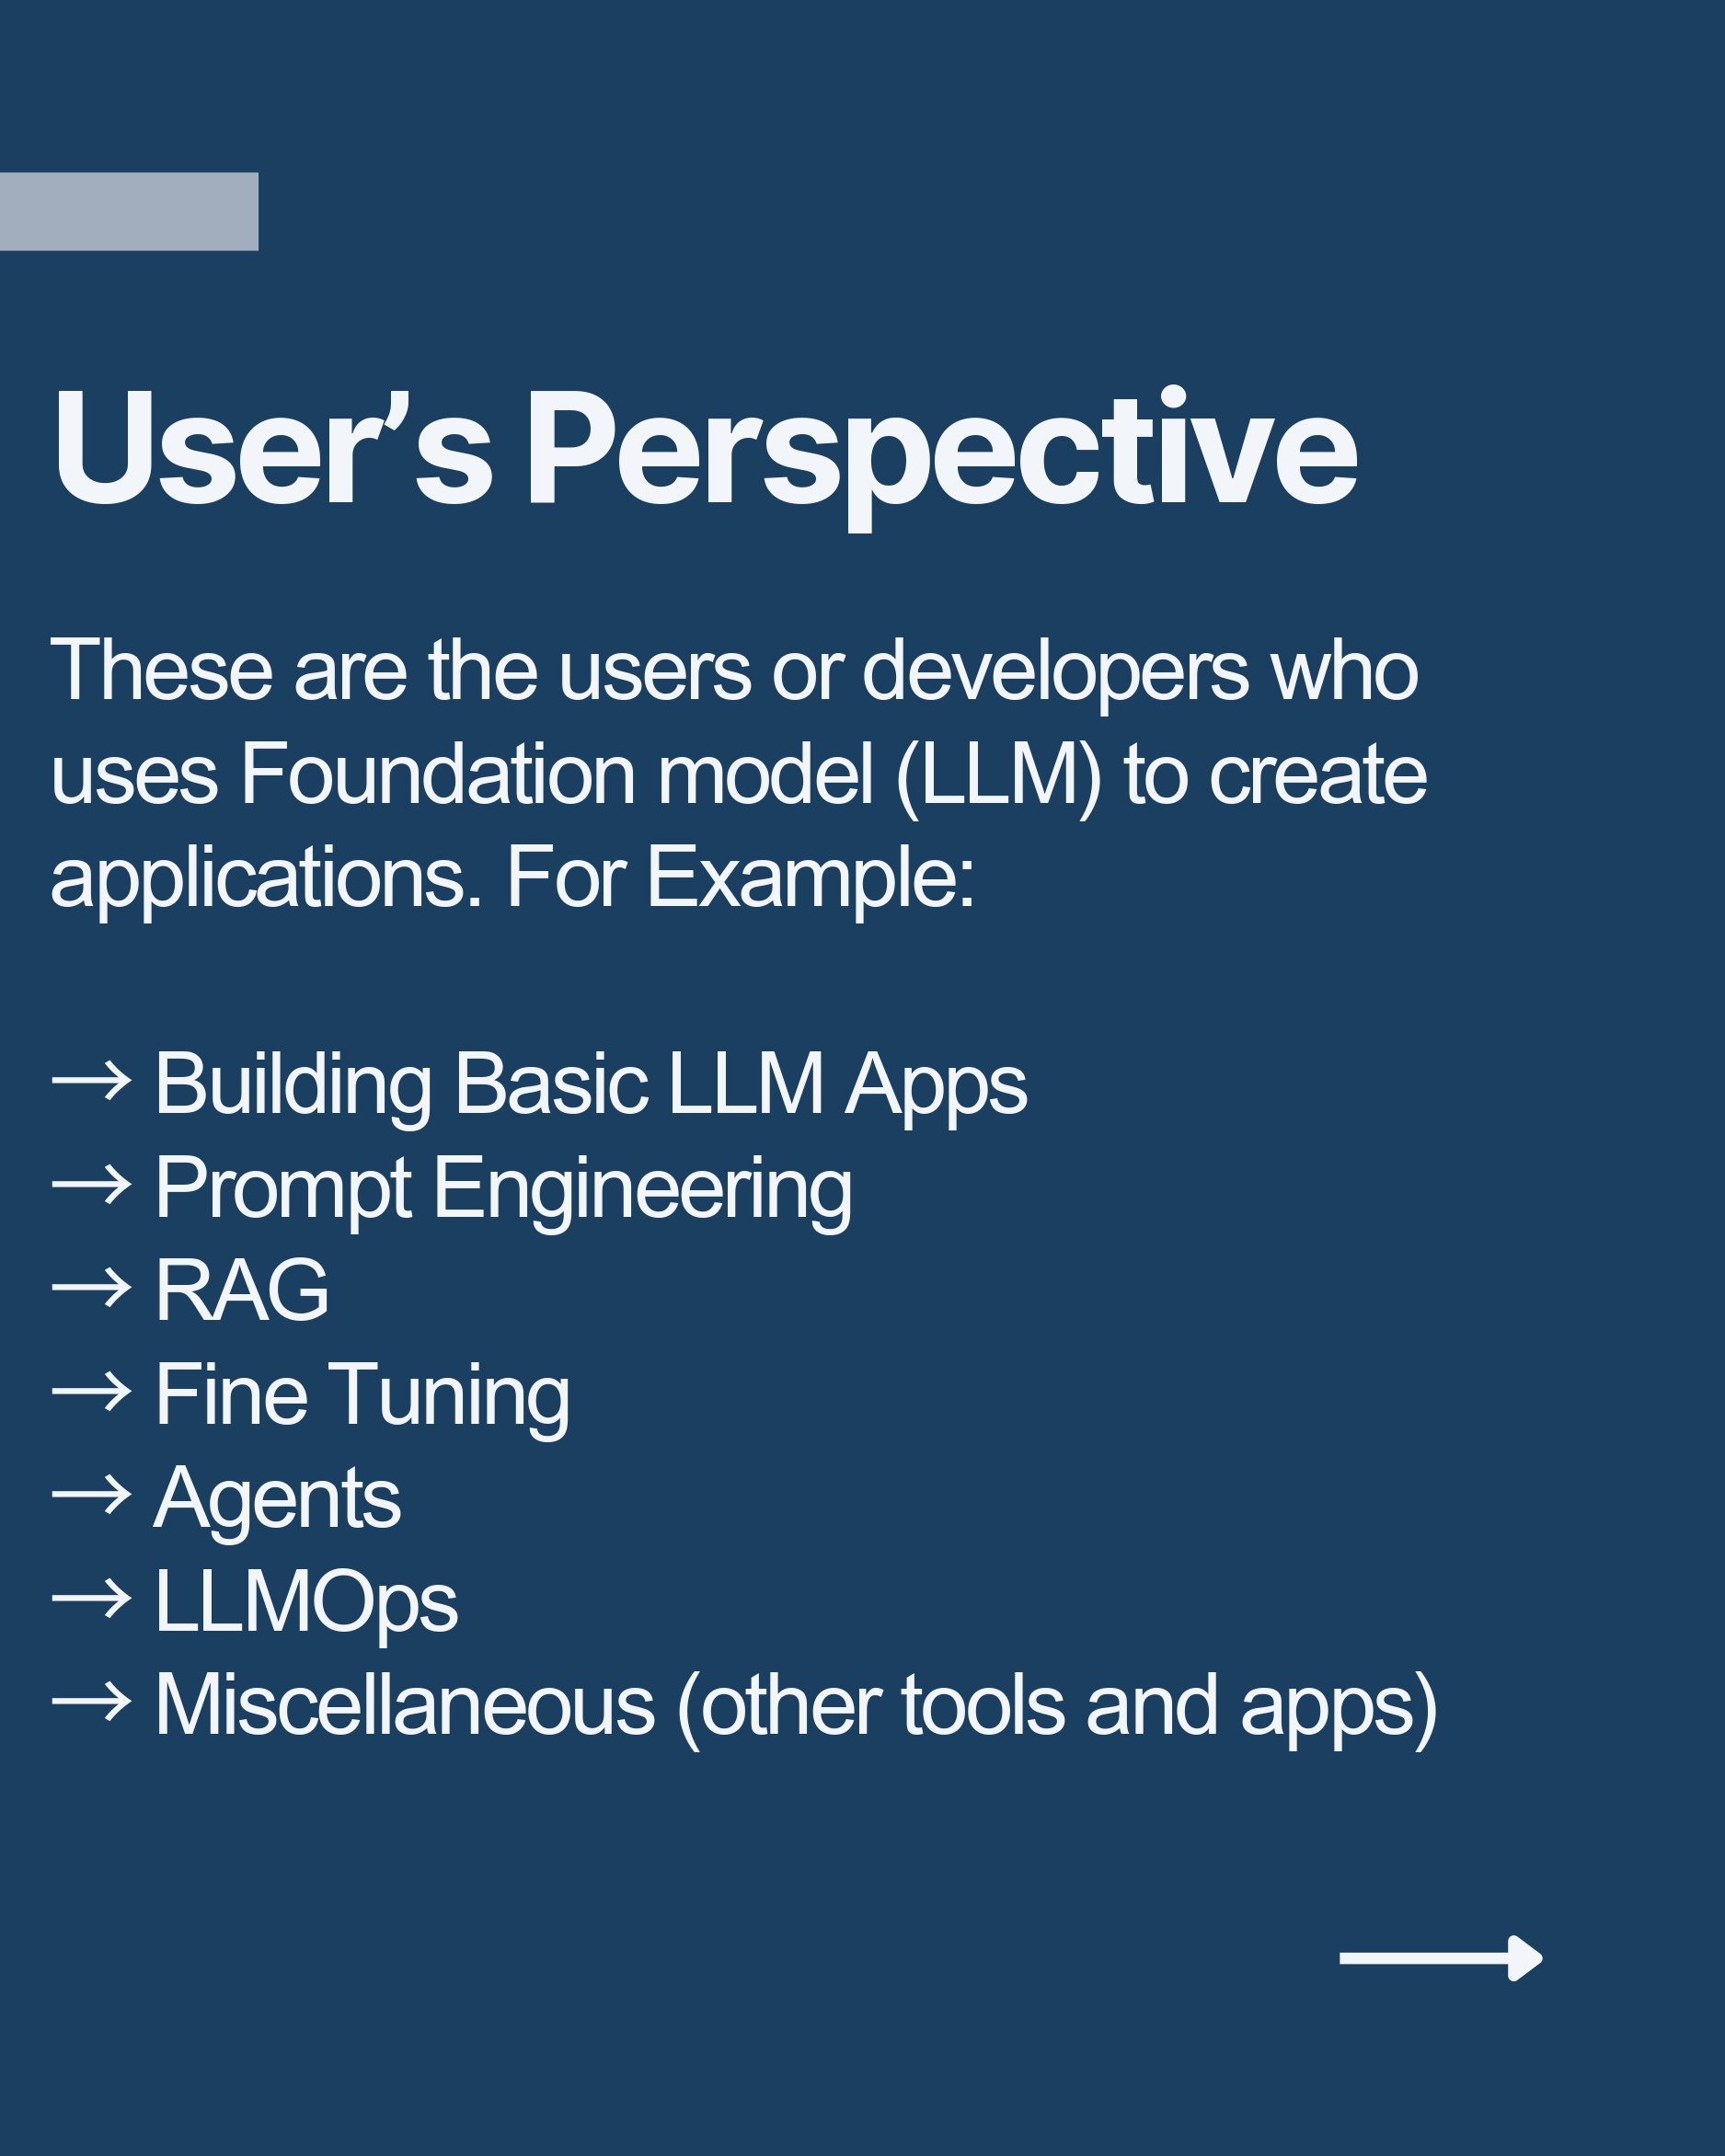 User’s Perspective
These are the users or developers who
uses Foundation model (LLM) to create
applications. For Example:
→ Building Basic LLM Apps
→ Prompt Engineering
→ RAG
→ Fine Tuning
→ Agents
→ LLMOps
→ Miscellaneous (other tools and apps)